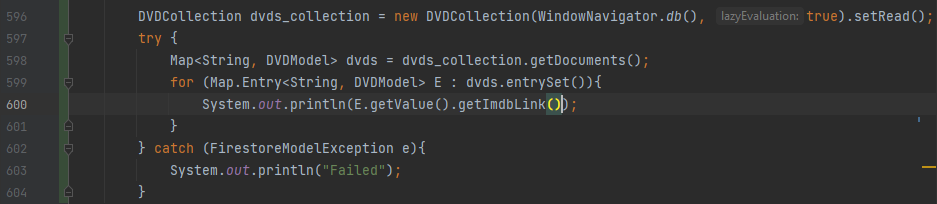 596 DVDCollection dvds_collection = new DVDCollection(WindowNavigator.db(), lazyEvaluation: true).setRead();
597 try {
598 Map<String, DVDModel> dvds = dvds_collection.getDocuments();
599 for (Map.Entry<String, DVDModel> E : dvds.entrySet()){
600 System.out.println(E.getValue().getImdbLink());
601 }
602 } catch (FirestoreModelException e){
603 System.out.println("Failed");
604 }